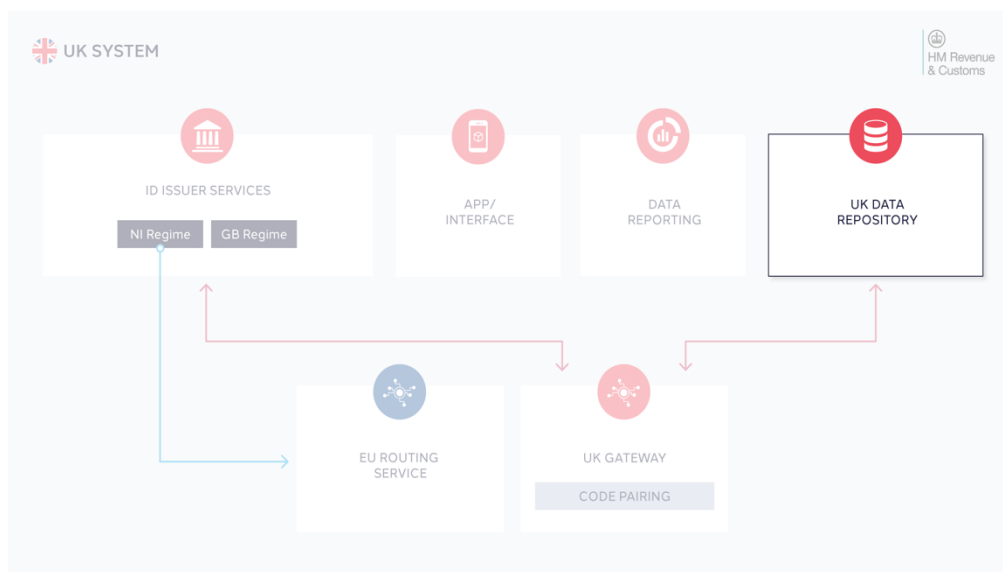 UK SYSTEM
HM Revenue
& Customs
ID ISSUER SERVICES
NI Regime
GB Regime
APP/
INTERFACE
DATA
REPORTING
UK DATA
REPOSITORY
EU ROUTING
SERVICE
UK GATEWAY
CODE PAIRING